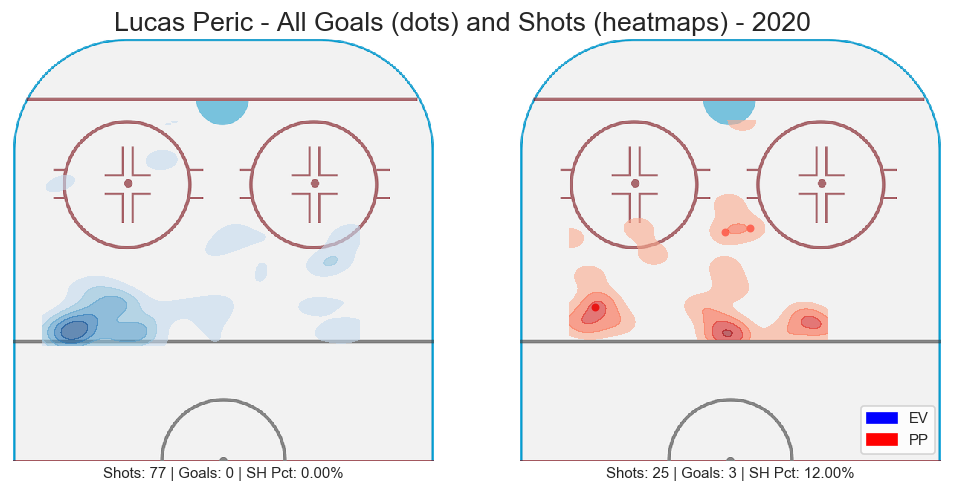 Lucas Peric - All Goals (dots) and Shots (heatmaps) - 2020
EV
PP
Shots: 77 | Goals: 0 | SH Pct: 0.00%
Shots: 25 | Goals: 3 | SH Pct: 12.00%